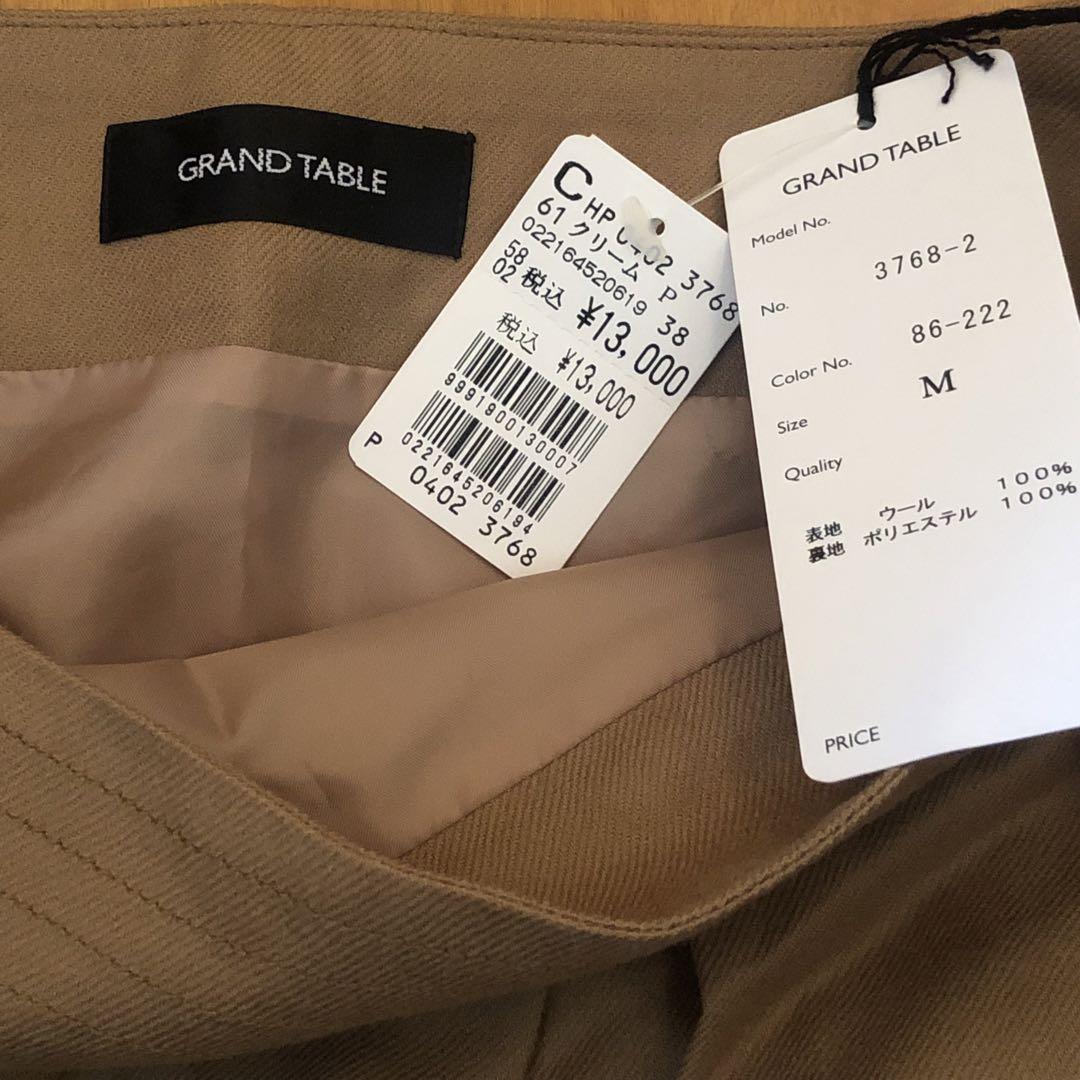 GRAND TABLE
C HP 0402 3768
61 クリーム P
022164520619 38
58
02 税込 ¥13,000
税込 ¥13,000
9991900130007
0221645206194
P 0402 3768
GRAND TABLE
Model No.
3768-2
No.
86-222
Color No.
M
Size
Quality
表地 ウール 100%
裏地 ポリエステル 100%
PRICE